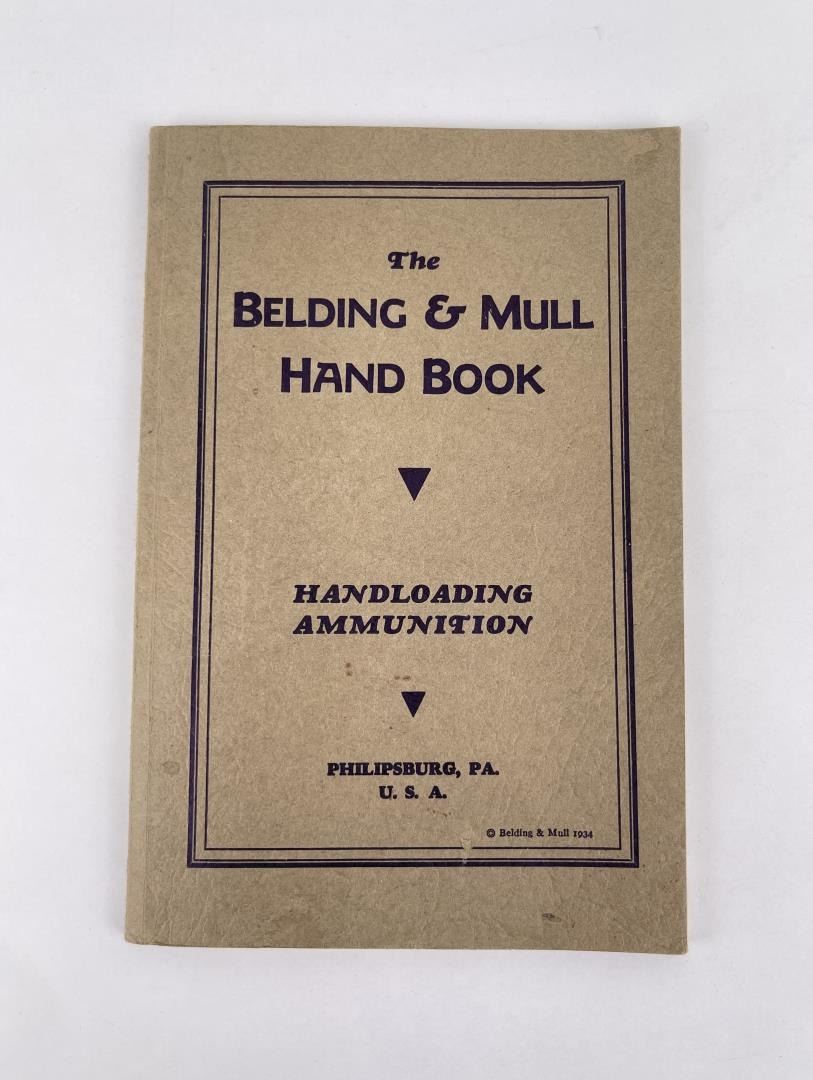 The
BELDING & MULL
HAND BOOK
HANDLOADING
AMMUNITION
PHILIPSBURG, PA.
U. S. A.
© Belding & Mull 1934